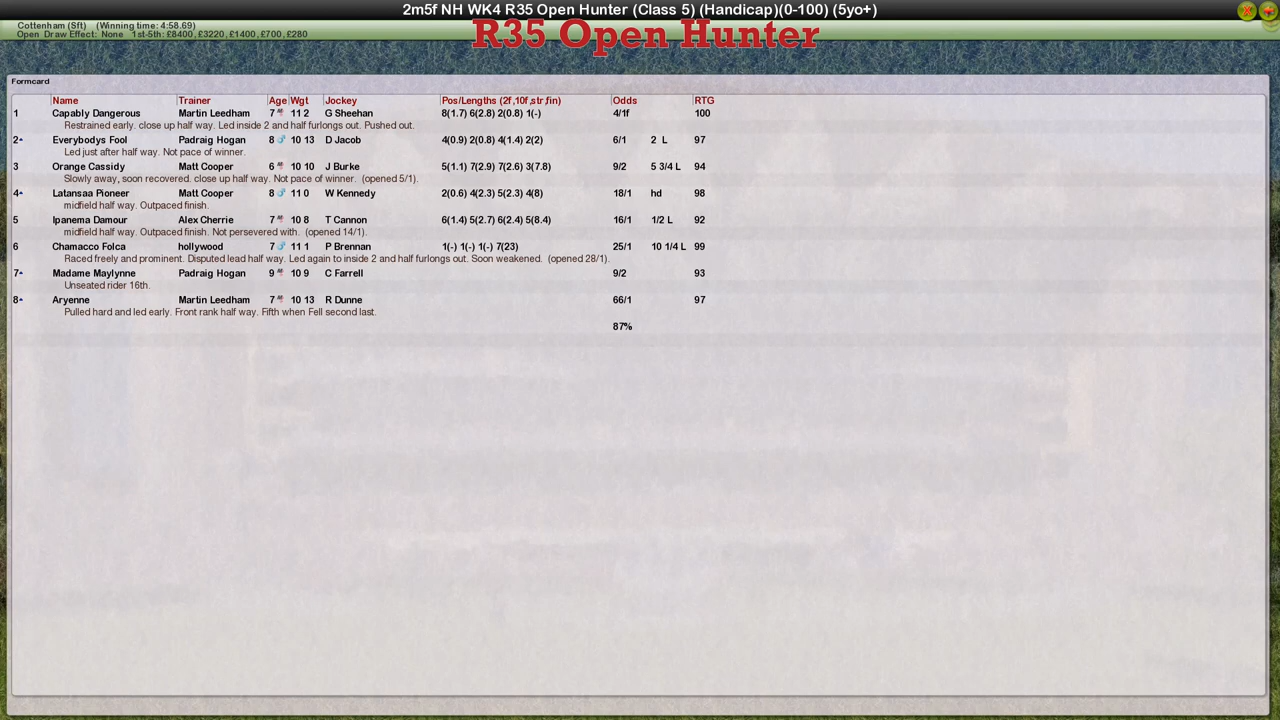 2m5f NH WK4 R35 Open Hunter (Class 5) (Handicap)(0-100) (5yo+)
Cottenham (Sft) (Winning time: 4:58.69)
Open Draw Effect: None 1st-5th: £8400,£3220,£1400,£700,£280
R35 Open Hunter
Formcard
Name Trainer Age Wgt Jockey Pos/Lengths (2f,10f,str,fin) Odds RTG
1 Capably Dangerous Martin Leedham 7 11 2 G Sheehan 8(1.7) 6(2.8) 2(0.8) 1(-) 4/1f 100
Restrained early. close up half way. Led inside 2 and half furlongs out. Pushed out.
2 Everybodys Fool Padraig Hogan 8 10 13 D Jacob 4(0.9) 2(0.8) 4(1.4) 2(2) 6/1 2 L 97
Led just after half way. Not pace of winner.
3 Orange Cassidy Matt Cooper 6 10 10 J Burke 5(1.1) 7(2.9) 7(2.6) 3(7.8) 9/2 5 3/4 L 94
Slowly away, soon recovered. close up half way. Not pace of winner. (opened 5/1).
4 Latansaa Pioneer Matt Cooper 8 11 0 W Kennedy 2(0.6) 4(2.3) 5(2.3) 4(8) 18/1 hd 98
midfield half way. Outpaced finish.
5 Ipanema Damour Alex Cherrie 7 10 8 T Cannon 6(1.4) 5(2.7) 6(2.4) 5(8.4) 16/1 1/2 L 92
midfield half way. Outpaced finish. Not persevered with. (opened 14/1).
6 Chamacco Folca hollywood 7 11 1 P Brennan 1(-) 1(-) 1(-) 7(23) 25/1 10 1/4 L 99
Raced freely and prominent. Disputed lead half way. Led again to inside 2 and half furlongs out. Soon weakened. (opened 28/1).
7 Madame Maylynne Padraig Hogan 9 10 9 C Farrell 9/2 93
Unseated rider 16th.
8 Aryenne Martin Leedham 7 10 13 R Dunne 66/1 97
Pulled hard and led early. Front rank half way. Fifth when Fell second last.
87%